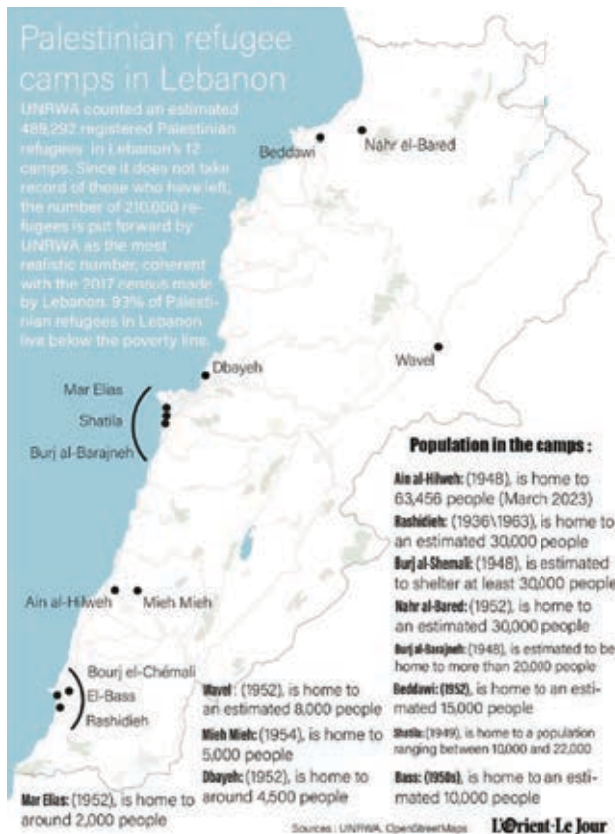 Palestinian refugee
camps in Lebanon
UNRWA counted an estimated
489,292 registered Palestinian
refugees in Lebanon's 12
camps. Since it does not take
record of those who have left,
the number of 210,000 re-
fugees is put forward by
UNRWA as the most
realistic number, coherent
with the 2017 census made
by Lebanon. 93% of Palesti-
nian refugees in Lebanon
live below the poverty line.
Beddawi
Nahr el-Bared
Wavel
Dbayeh
Mar Elias
Shatila
Burj al-Barajneh
Ain al-Hilweh
Mieh Mieh
Bourj el-Chémali
El-Bass
Rashidieh
Population in the camps :
Ain al-Hilweh: (1948), is home to
63,456 people (March 2023)
Rashidieh: (1936\1963), is home to
an estimated 30,000 people
Burj al-Shemali: (1948), is estimated
to shelter at least 30,000 people
Nahr al-Bared: (1952), is home to
an estimated 30,000 people
Burj al-Barajneh: (1948), is estimated to be
home to more than 20,000 people
Beddawi: (1952), is home to an esti-
mated 15,000 people
Shatila: (1949), is home to a population
ranging between 10,000 and 22,000
Bass: (1950s), is home to an esti-
mated 10,000 people
Wavel : (1952), is home to
an estimated 8,000 people
Mieh Mieh: (1954), is home to
5,000 people
Dbayeh: (1952), is home to
around 4,500 people
Mar Elias: (1952), is home to
around 2,000 people
Sources : UNRWA, OpenStreetMaps
L'Orient-Le Jour